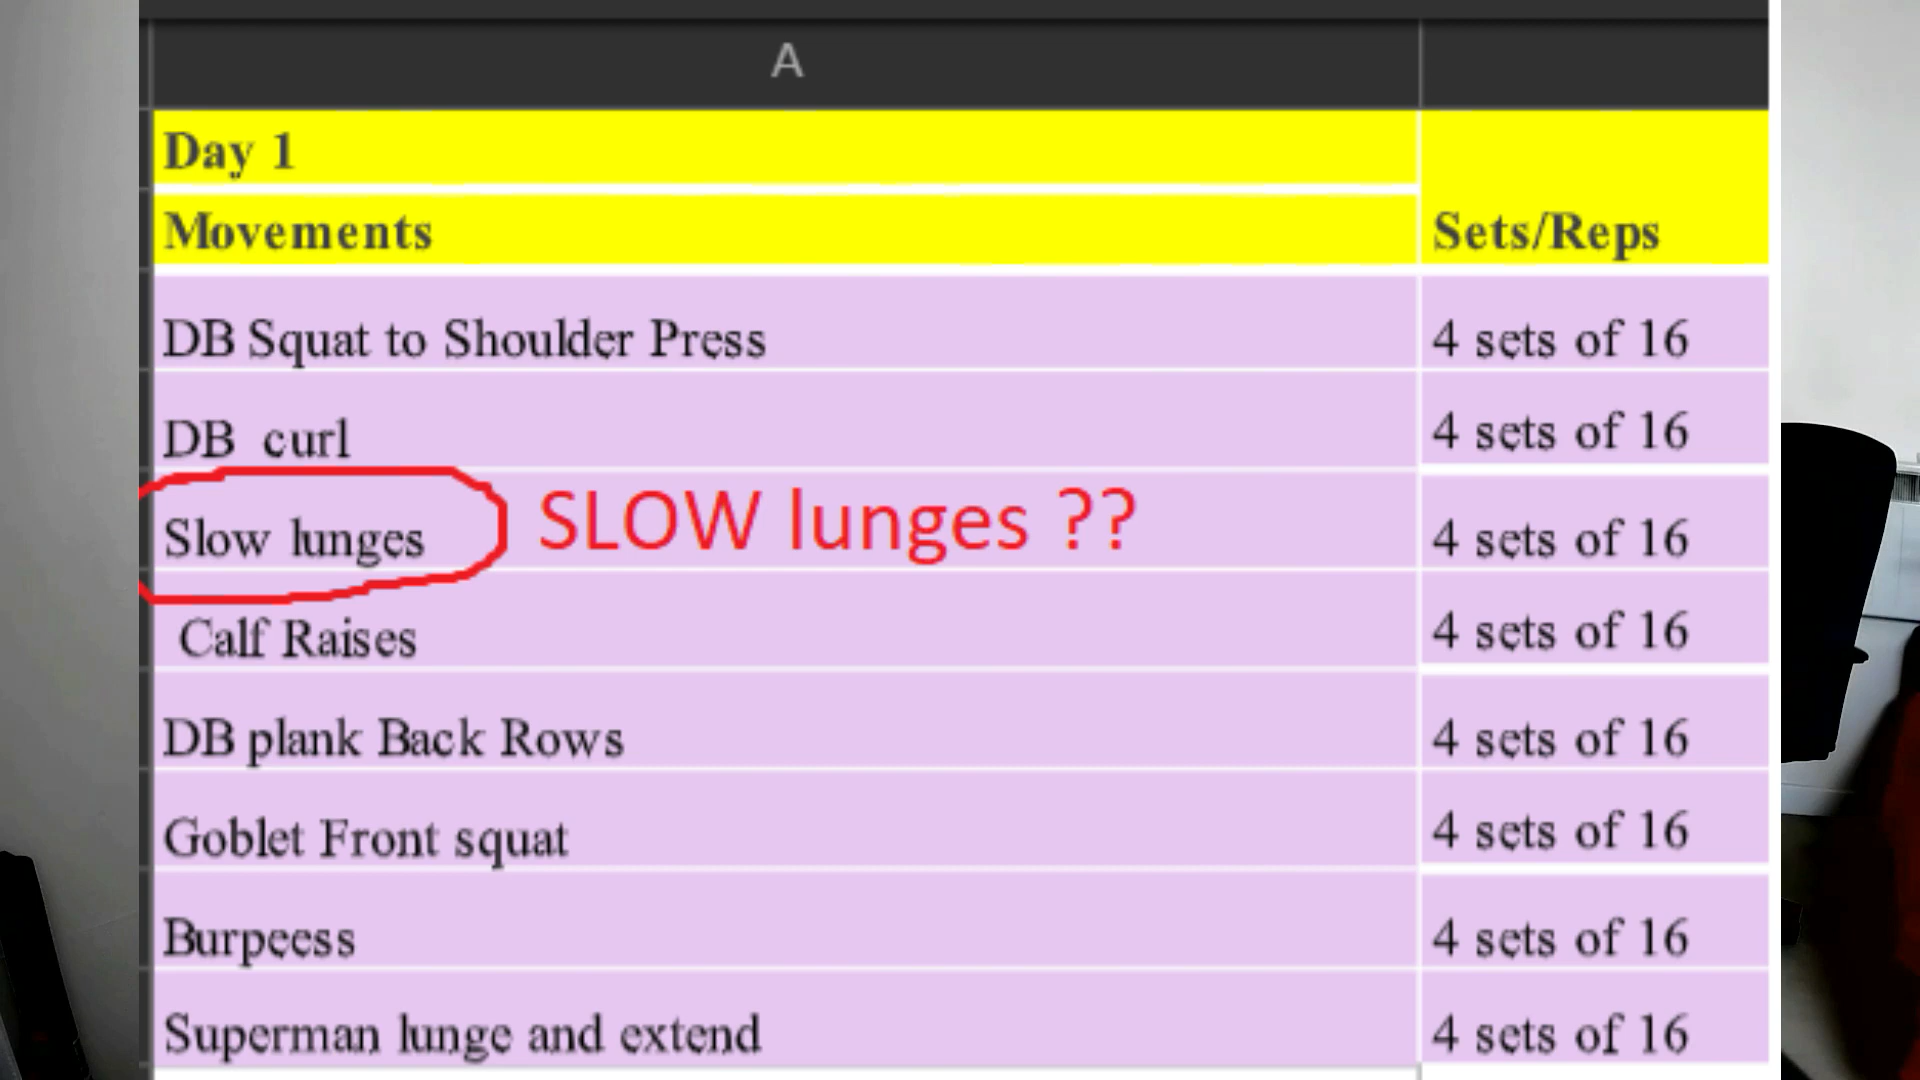 A
Day 1
Movements Sets/Reps
DB Squat to Shoulder Press 4 sets of 16
DB curl 4 sets of 16
Slow lunges SLOW lunges ?? 4 sets of 16
Calf Raises 4 sets of 16
DB plank Back Rows 4 sets of 16
Goblet Front squat 4 sets of 16
Burpeess 4 sets of 16
Superman lunge and extend 4 sets of 16